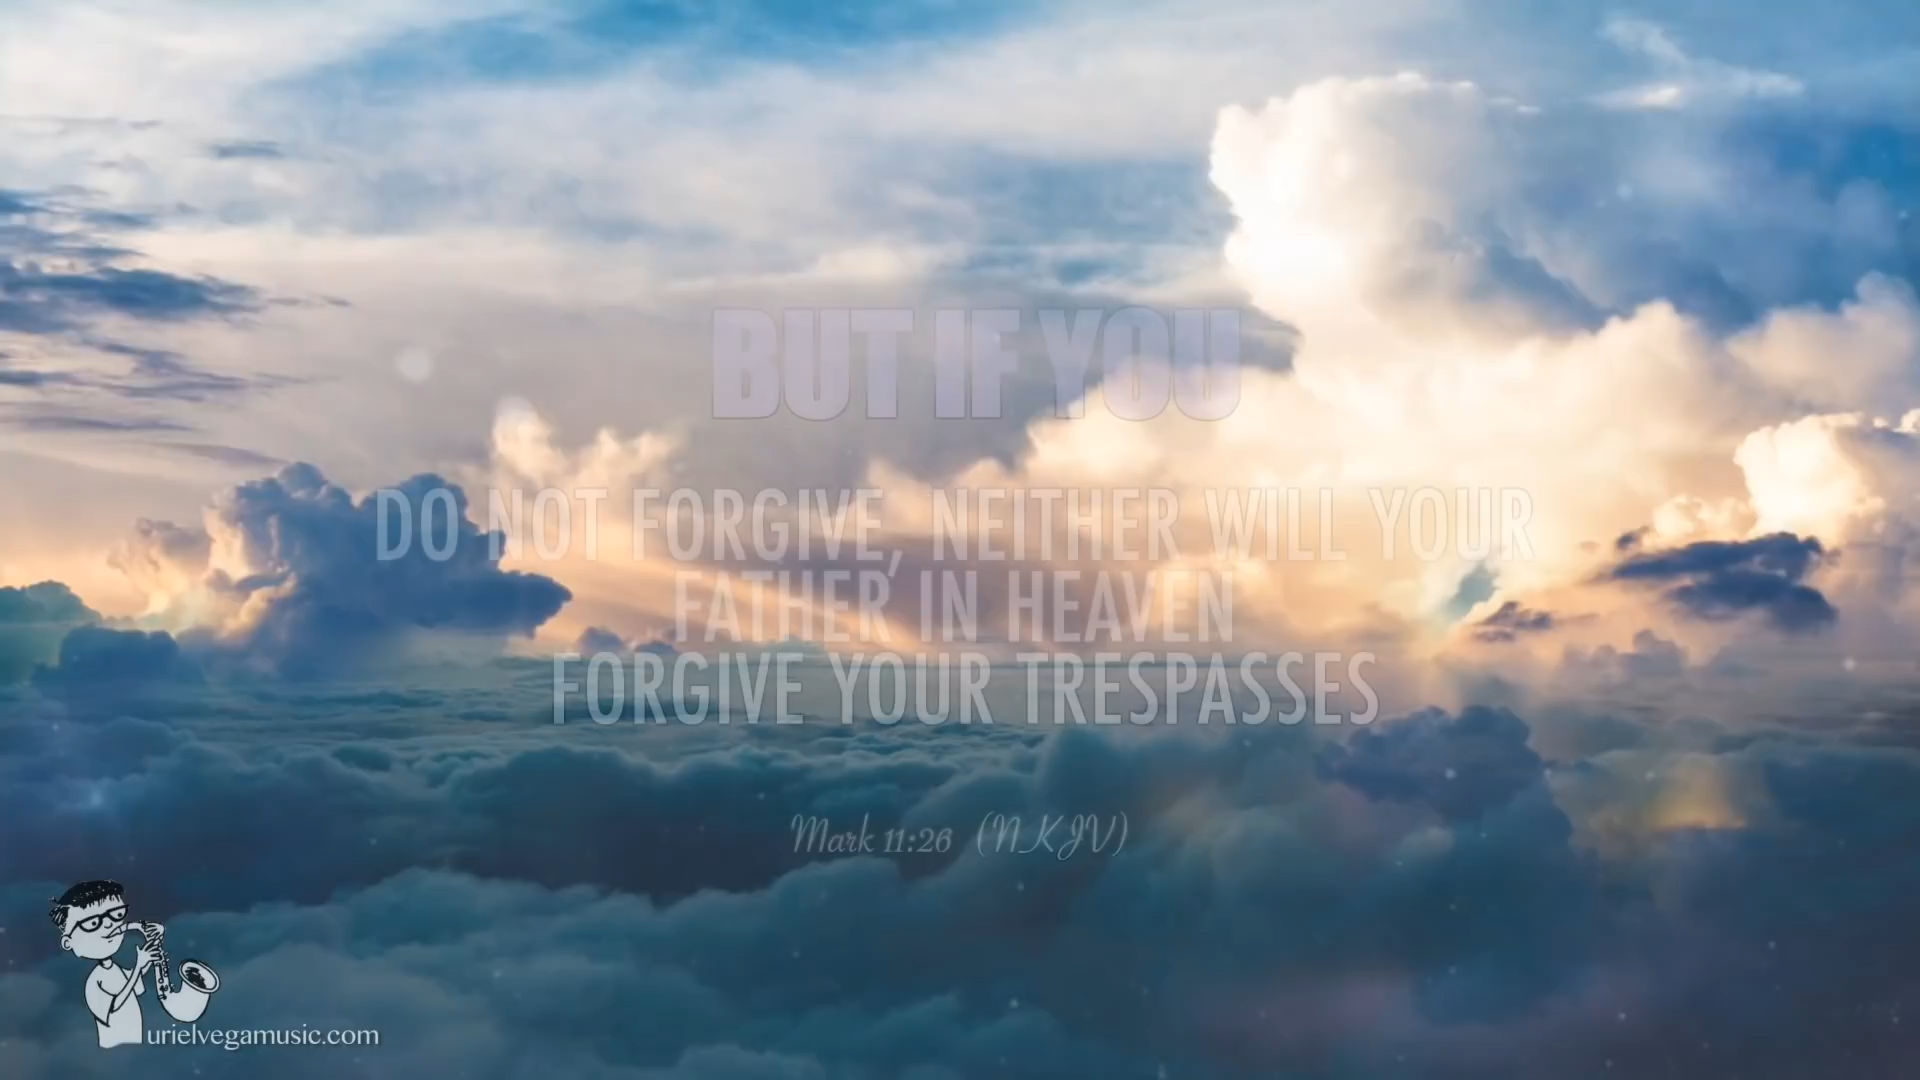 BUT IF YOU
DO NOT FORGIVE, NEITHER WILL YOUR
FATHER IN HEAVEN
FORGIVE YOUR TRESPASSES
Mark 11:26 (NKJV)
urielvegamusic.com